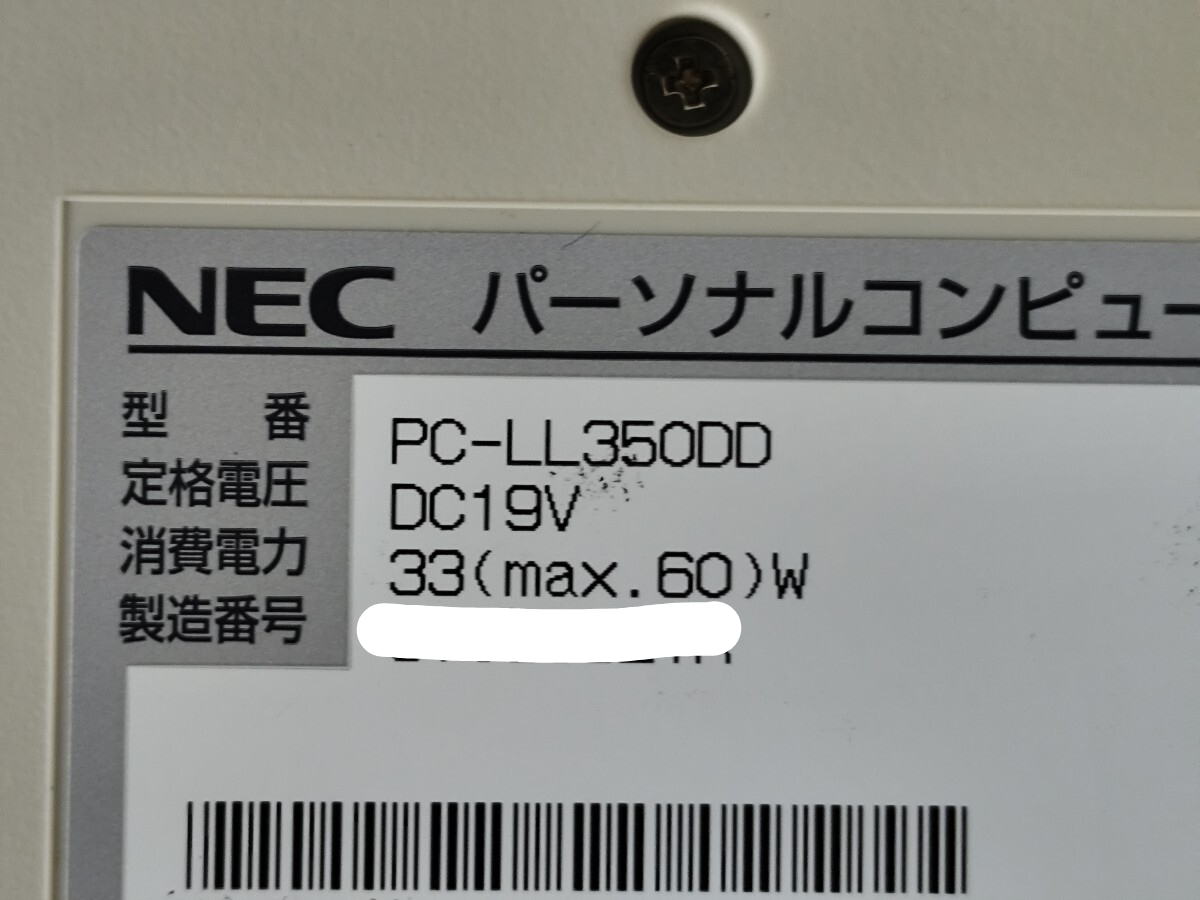 NEC パーソナルコンピュー
型番 PC-LL350DD
定格電圧 DC19V
消費電力 33(max.60)W
製造番号